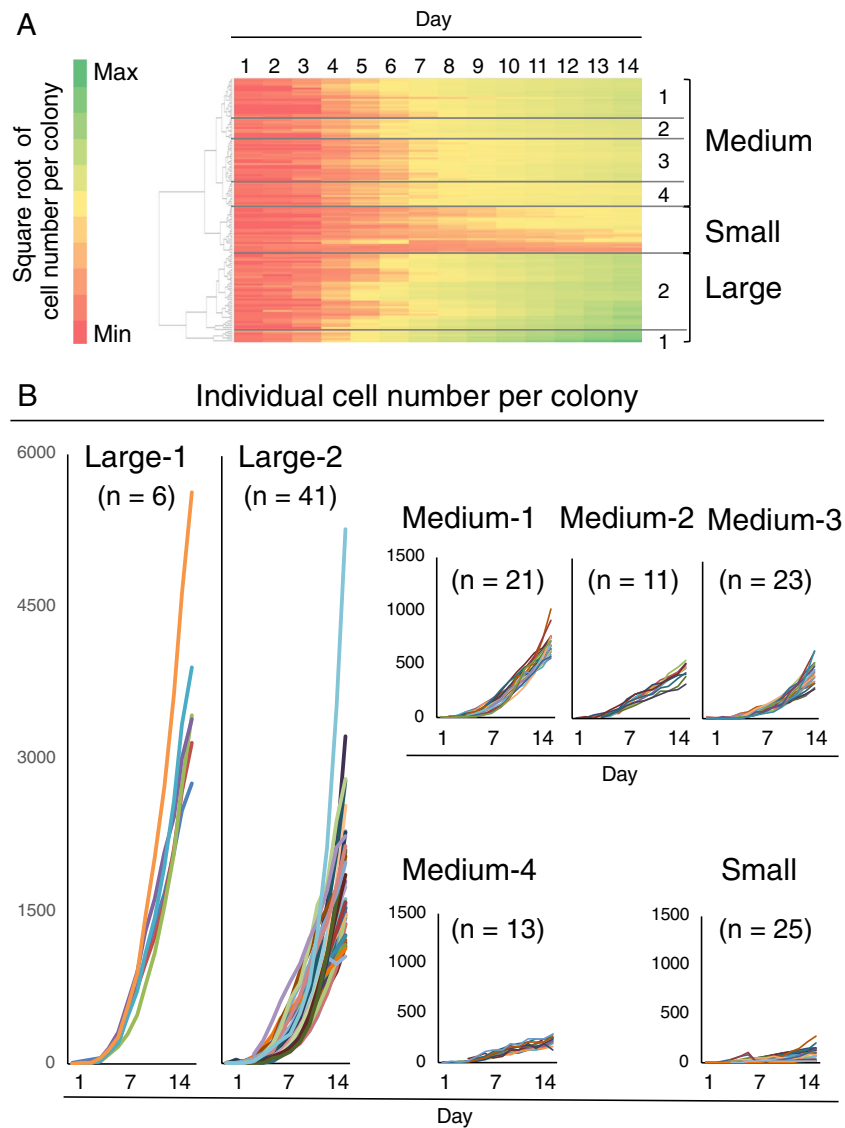 A
Day
1 2 3 4 5 6 7 8 9 10 11 12 13 14
Max
Min
Square root of
cell number per colony
1
2
3
4
2
1
Medium
Small
Large
B
Individual cell number per colony
6000
4500
3000
1500
0
Large-1
(n = 6)
1 7 14
Large-2
(n = 41)
1 7 14
Day
Medium-1
(n = 21)
1500
1000
500
0
1 7 14
Medium-2
(n = 11)
1 7 14
Medium-3
(n = 23)
1 7 14
Day
Medium-4
(n = 13)
1500
1000
500
0
1 7 14
Small
(n = 25)
1500
1000
500
0
1 7 14